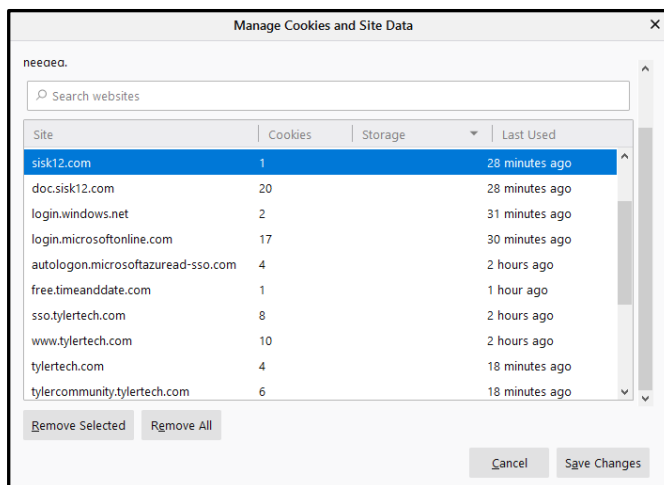 Manage Cookies and Site Data
needed.
Search websites
Site Cookies Storage Last Used
sisk12.com 1 28 minutes ago
doc.sisk12.com 20 28 minutes ago
login.windows.net 2 31 minutes ago
login.microsoftonline.com 17 30 minutes ago
autologon.microsoftazuread-sso.com 4 2 hours ago
free.timeanddate.com 1 1 hour ago
sso.tylertech.com 8 2 hours ago
www.tylertech.com 10 2 hours ago
tylertech.com 4 18 minutes ago
tylercommunity.tylertech.com 6 18 minutes ago
Remove Selected Remove All
Cancel Save Changes